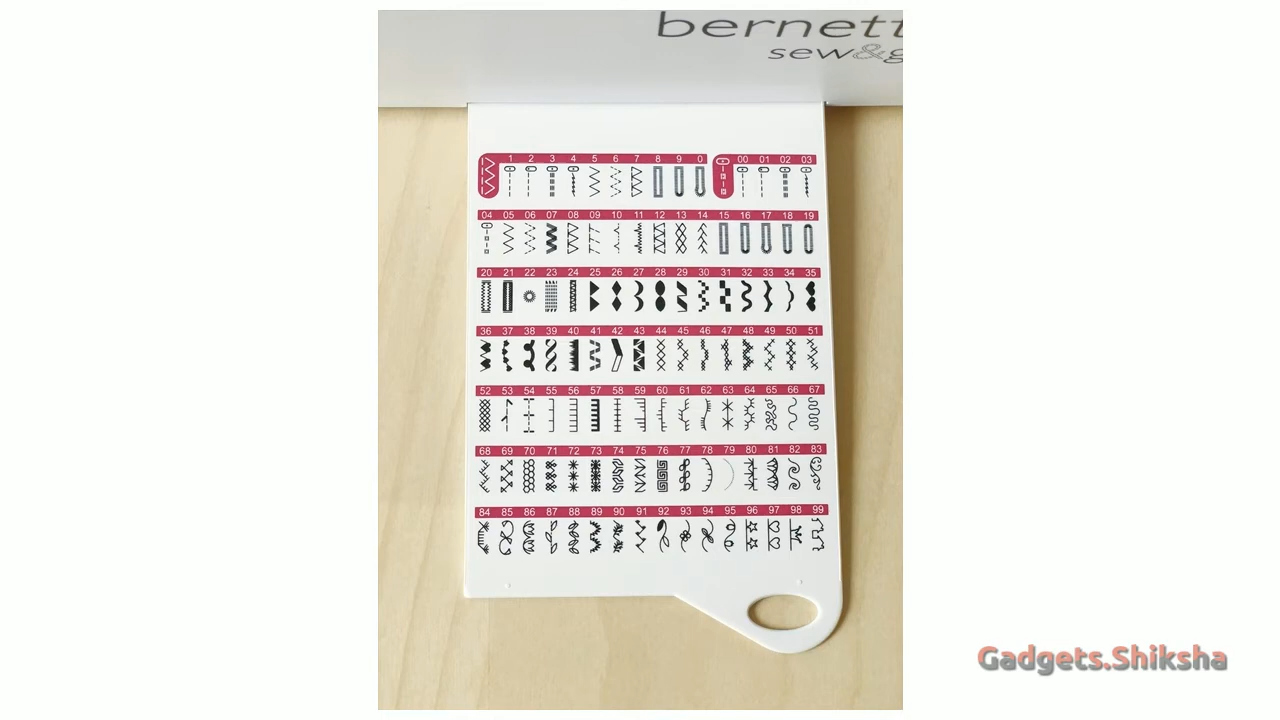 bernett
sew&g
1 2 3 4 5 6 7 8 9 0 00 01 02 03
04 05 06 07 08 09 10 11 12 13 14 15 16 17 18 19
20 21 22 23 24 25 26 27 28 29 30 31 32 33 34 35
36 37 38 39 40 41 42 43 44 45 46 47 48 49 50 51
52 53 54 55 56 57 58 59 60 61 62 63 64 65 66 67
68 69 70 71 72 73 74 75 76 77 78 79 80 81 82 83
84 85 86 87 88 89 90 91 92 93 94 95 96 97 98 99
Gadgets.Shiksha